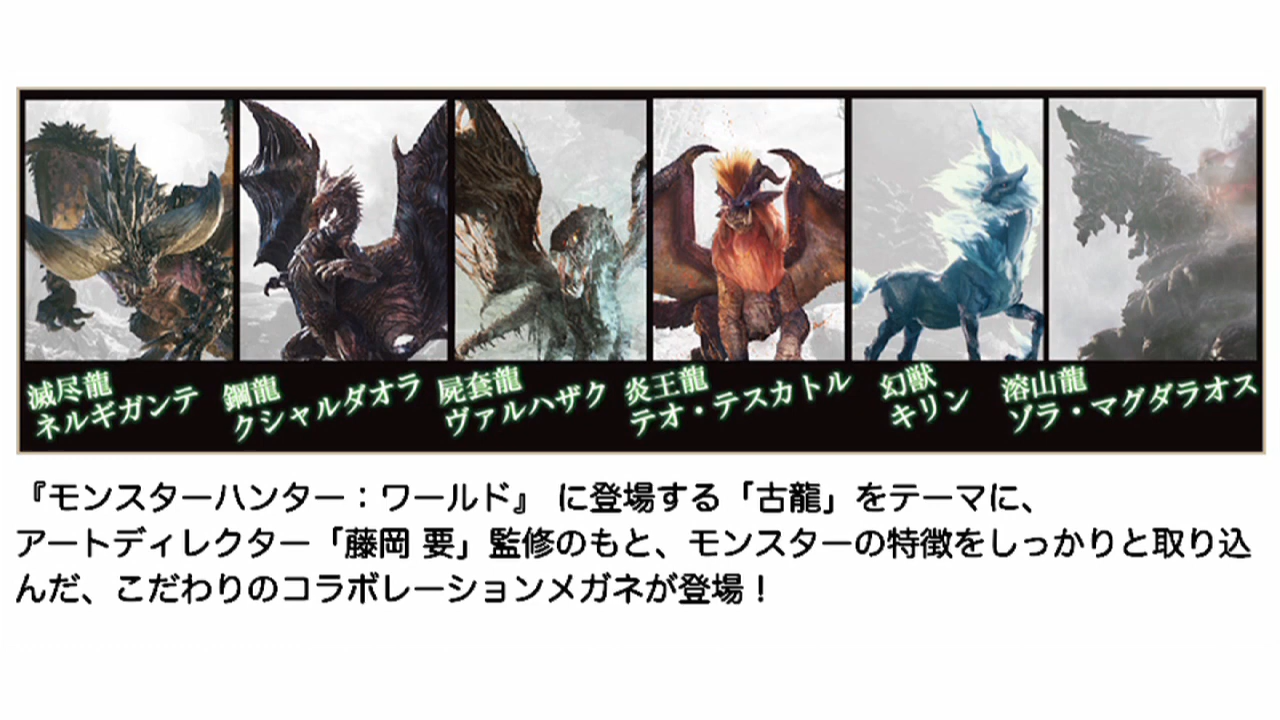 滅尽龍
ネルギガンテ
鋼龍
クシャルダオラ
屍套龍
ヴァルハザク
炎王龍
テオ・テスカトル
幻獣
キリン
溶山龍
ゾラ・マグダラオス
『モンスターハンター：ワールド』 に登場する「古龍」をテーマに、
アートディレクター「藤岡 要」監修のもと、モンスターの特徴をしっかりと取り込
んだ、こだわりのコラボレーションメガネが登場！